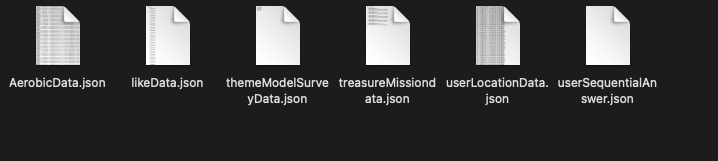 AerobicData.json
likeData.json
themeModelSurve
yData.json
treasureMissiond
ata.json
userLocationData.
json
userSequentialAn
swer.json